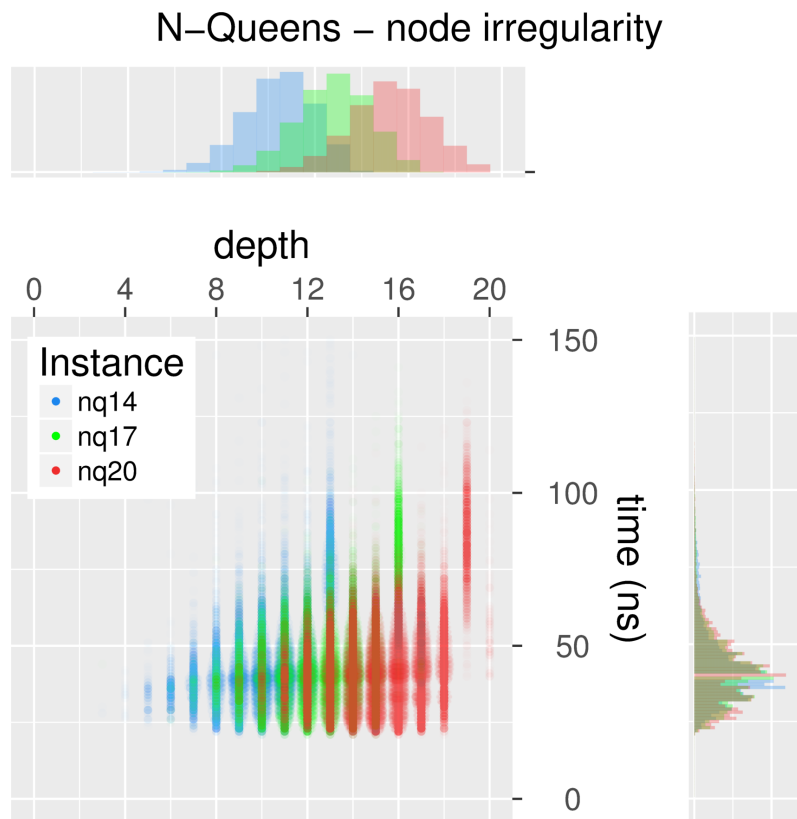 N−Queens − node irregularity
depth
0 4 8 12 16 20
Instance
nq14
nq17
nq20
150
100
50
0
time (ns)